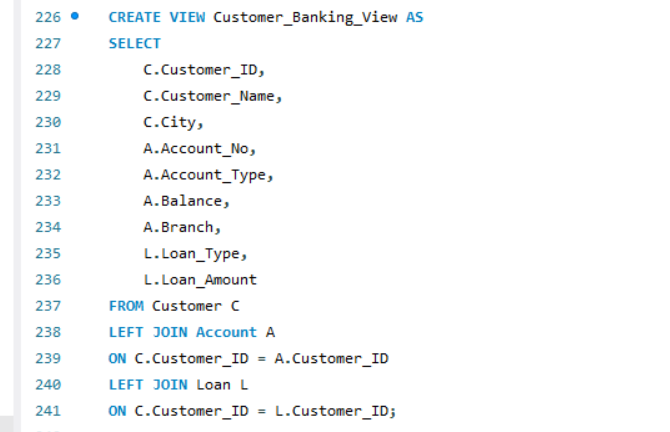 226 CREATE VIEW Customer_Banking_View AS
227 SELECT
228 C.Customer_ID,
229 C.Customer_Name,
230 C.City,
231 A.Account_No,
232 A.Account_Type,
233 A.Balance,
234 A.Branch,
235 L.Loan_Type,
236 L.Loan_Amount
237 FROM Customer C
238 LEFT JOIN Account A
239 ON C.Customer_ID = A.Customer_ID
240 LEFT JOIN Loan L
241 ON C.Customer_ID = L.Customer_ID;